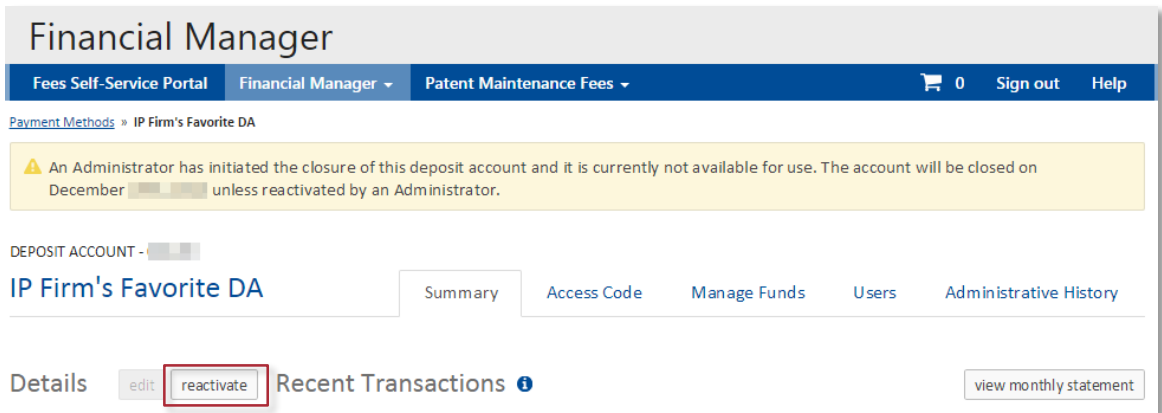 Financial Manager
Fees Self-Service Portal Financial Manager Patent Maintenance Fees 0 Sign out Help
Payment Methods » IP Firm's Favorite DA
An Administrator has initiated the closure of this deposit account and it is currently not available for use. The account will be closed on
December unless reactivated by an Administrator.
DEPOSIT ACCOUNT -
IP Firm's Favorite DA Summary Access Code Manage Funds Users Administrative History
Details edit reactivate Recent Transactions view monthly statement